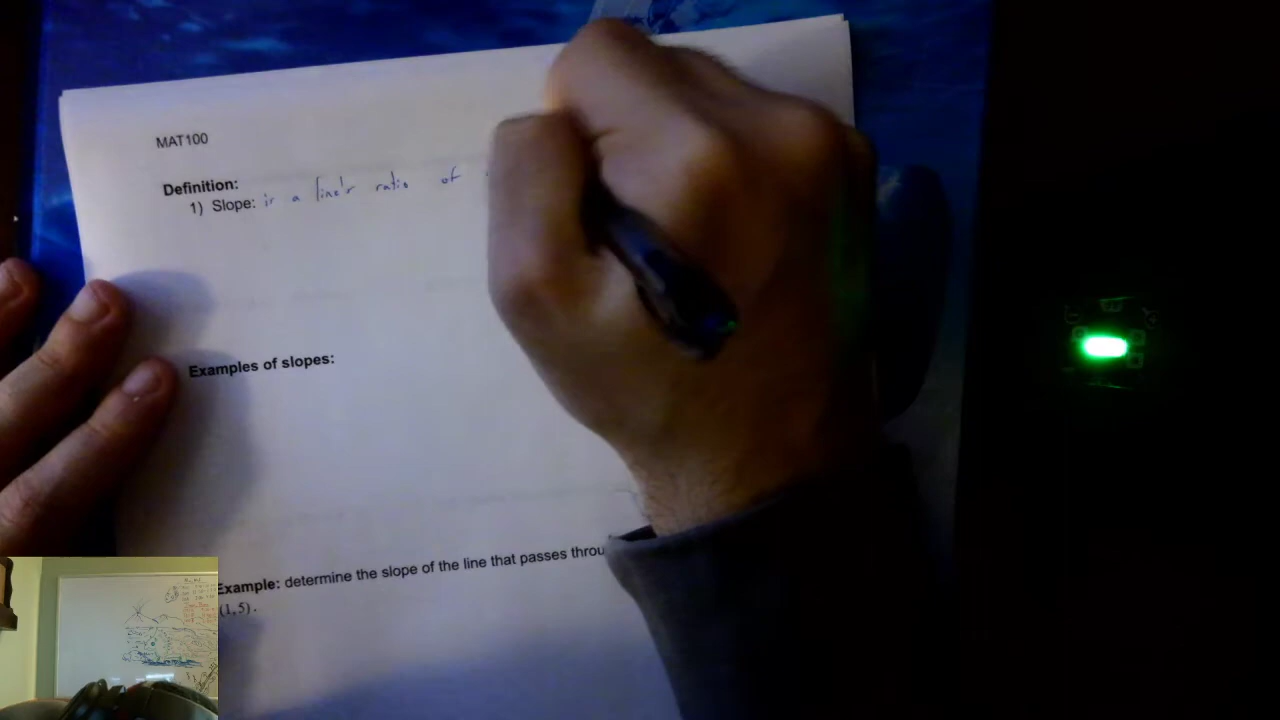 MAT100
Definition:
1) Slope: is a line's ratio of
Examples of slopes:
Example: determine the slope of the line that passes throu
(1,5).